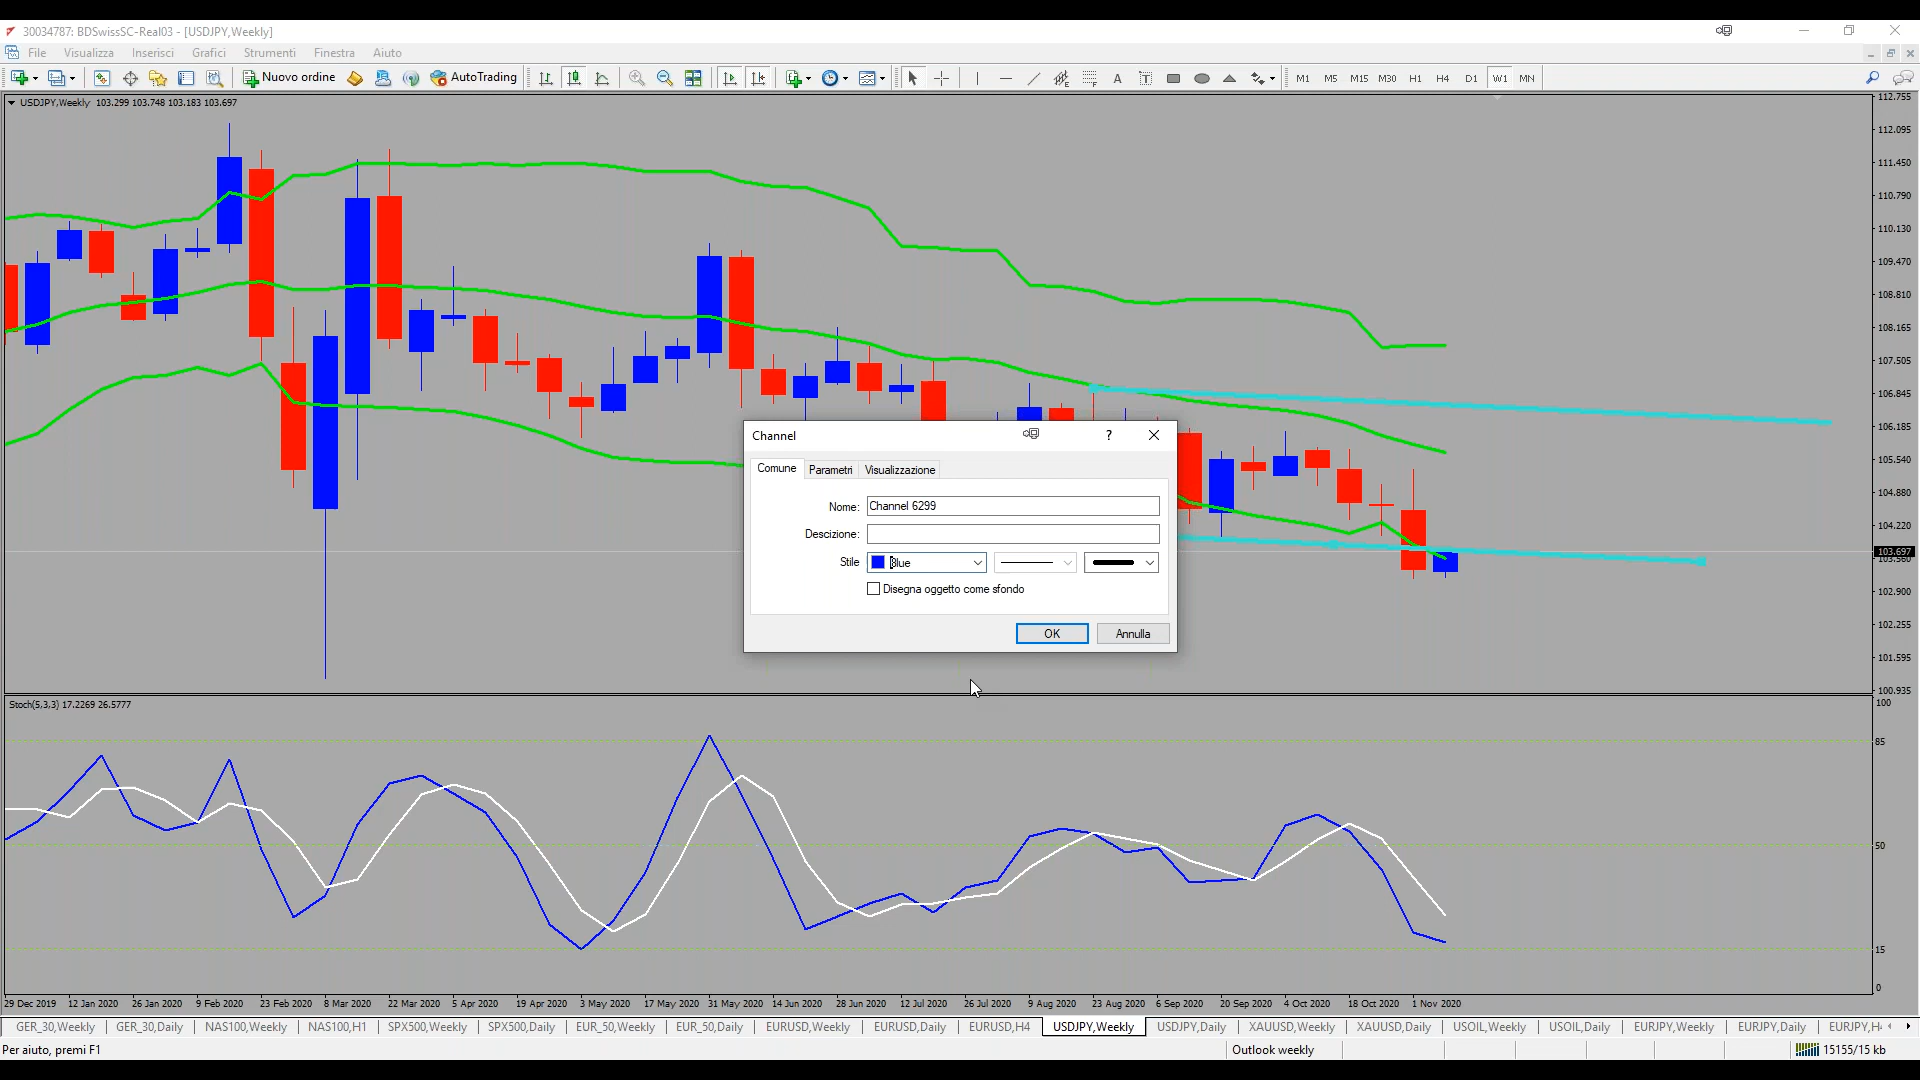 30034787: BDSwissSC-Real03 - [USDJPY,Weekly]
File Visualizza Inserisci Grafici Strumenti Finestra Aiuto
Nuovo ordine AutoTrading A T M1 M5 M15 M30 H1 H4 D1 W1 MN
USDJPY,Weekly 103.299 103.748 103.183 103.697
112.755
112.095
111.450
110.790
110.130
109.470
108.810
108.165
107.505
106.845
106.185
105.540
104.880
104.220
103.697
103.560
102.900
102.255
101.595
100.935
Channel ?
Comune Parametri Visualizzazione
Nome: Channel 6299
Descizione:
Stile Blue
Disegna oggetto come sfondo
OK Annulla
Stoch(5,3,3) 17.2269 26.5777
100
85
50
15
0
29 Dec 2019 12 Jan 2020 26 Jan 2020 9 Feb 2020 23 Feb 2020 8 Mar 2020 22 Mar 2020 5 Apr 2020 19 Apr 2020 3 May 2020 17 May 2020 31 May 2020 14 Jun 2020 28 Jun 2020 12 Jul 2020 26 Jul 2020 9 Aug 2020 23 Aug 2020 6 Sep 2020 20 Sep 2020 4 Oct 2020 18 Oct 2020 1 Nov 2020
GER_30,Weekly GER_30,Daily NAS100,Weekly NAS100,H1 SPX500,Weekly SPX500,Daily EUR_50,Weekly EUR_50,Daily EURUSD,Weekly EURUSD,Daily EURUSD,H4 USDJPY,Weekly USDJPY,Daily XAUUSD,Weekly XAUUSD,Daily USOIL,Weekly USOIL,Daily EURJPY,Weekly EURJPY,Daily EURJPY,H
Per aiuto, premi F1 Outlook weekly 15155/15 kb